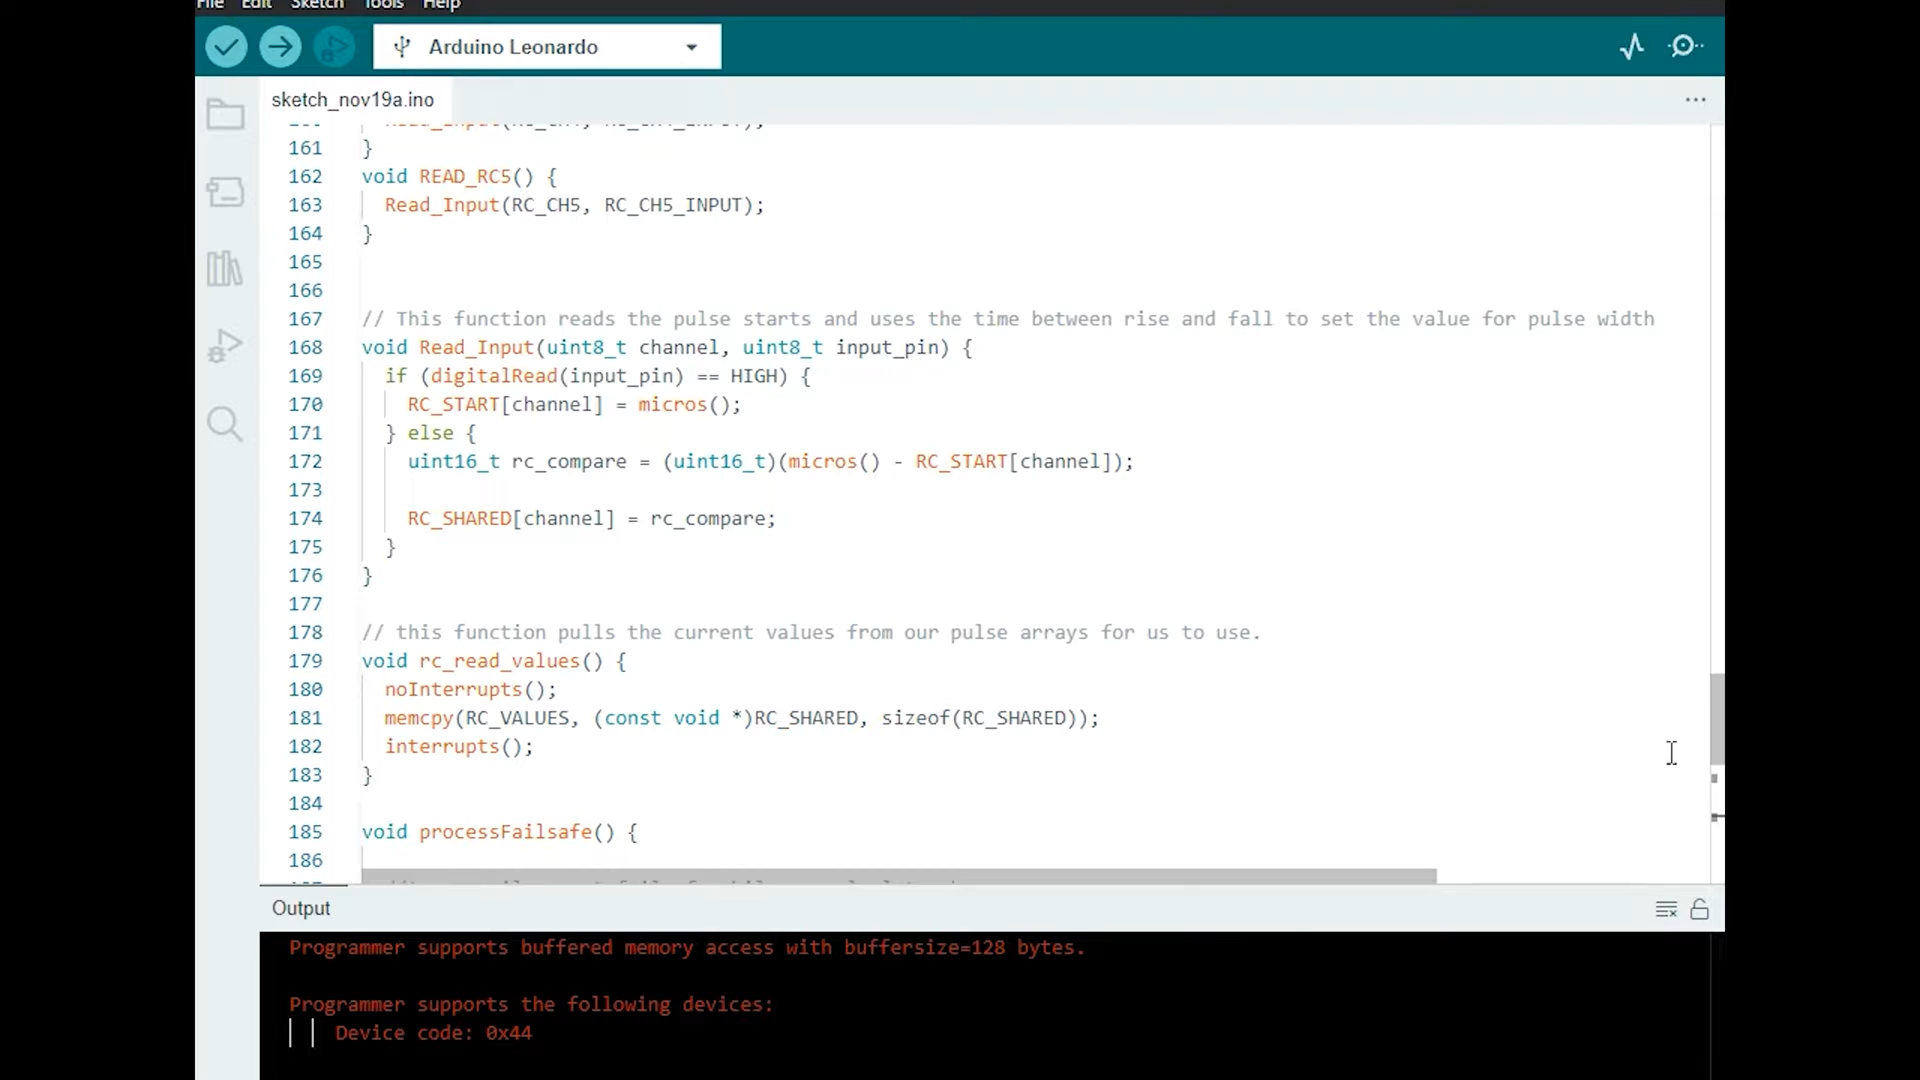 File Edit Sketch Tools Help
Arduino Leonardo
sketch_nov19a.ino
161 }
162 void READ_RC5() {
163 Read_Input(RC_CH5, RC_CH5_INPUT);
164 }
165
166
167 // This function reads the pulse starts and uses the time between rise and fall to set the value for pulse width
168 void Read_Input(uint8_t channel, uint8_t input_pin) {
169 if (digitalRead(input_pin) == HIGH) {
170 RC_START[channel] = micros();
171 } else {
172 uint16_t rc_compare = (uint16_t)(micros() - RC_START[channel]);
173
174 RC_SHARED[channel] = rc_compare;
175 }
176 }
177
178 // this function pulls the current values from our pulse arrays for us to use.
179 void rc_read_values() {
180 noInterrupts();
181 memcpy(RC_VALUES, (const void *)RC_SHARED, sizeof(RC_SHARED));
182 interrupts();
183 }
184
185 void processFailsafe() {
186
Output
Programmer supports buffered memory access with buffersize=128 bytes.
Programmer supports the following devices:
Device code: 0x44